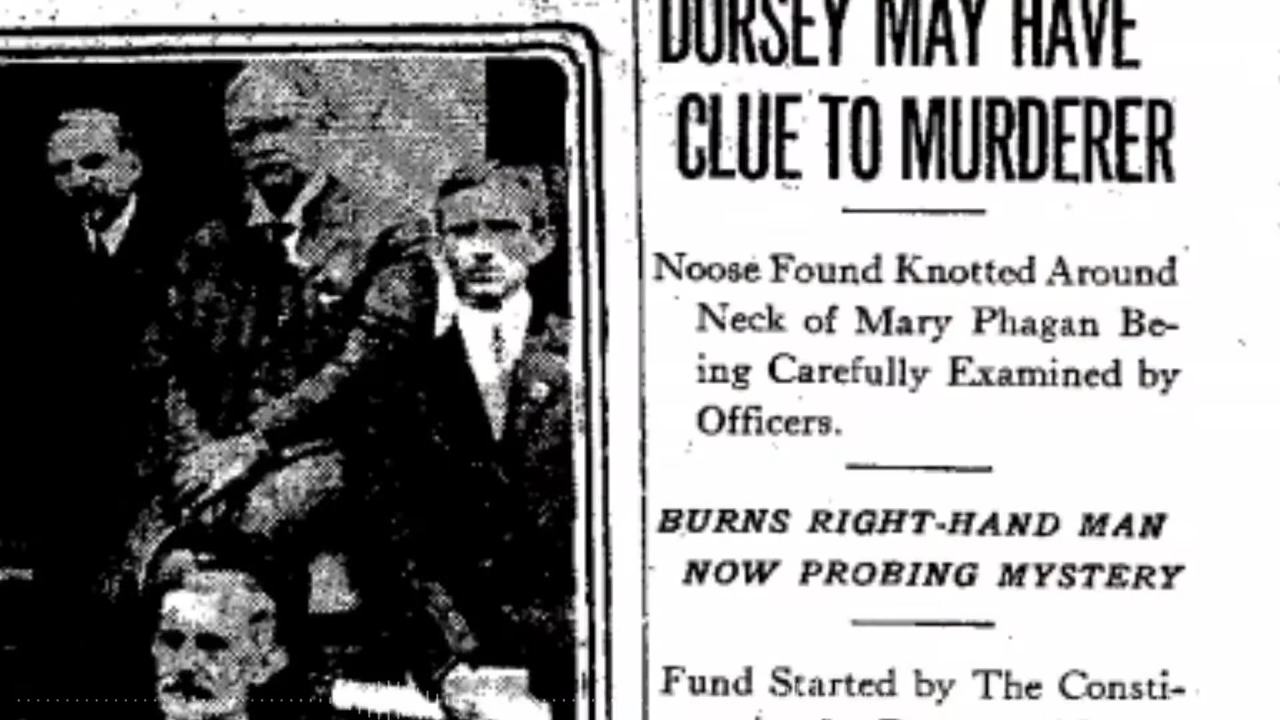 DORSEY MAY HAVE
CLUE TO MURDERER
Noose Found Knotted Around
Neck of Mary Phagan Be-
ing Carefully Examined by
Officers.
BURNS RIGHT-HAND MAN
NOW PROBING MYSTERY
Fund Started by The Consti-